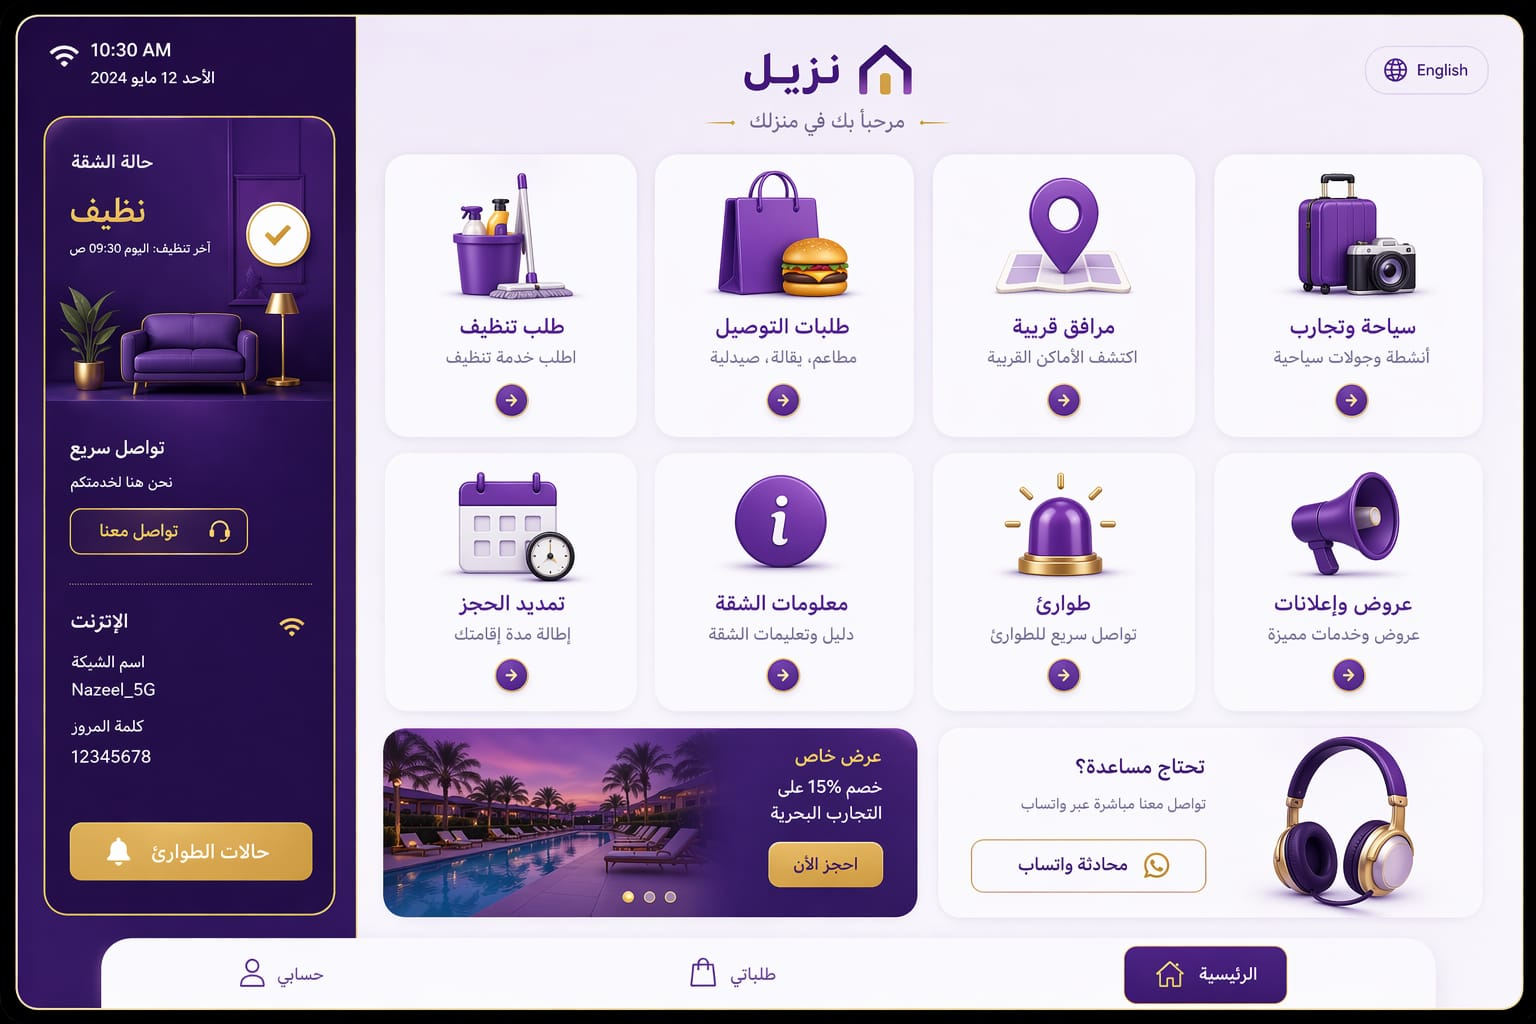 10:30 AM
الأحد 12 مايو 2024
نزيل
مرحباً بك في منزلك
English
حالة الشقة
نظيف
آخر تنظيف: اليوم 09:30 ص
تواصل سريع
نحن هنا لخدمتكم
تواصل معنا
الإنترنت
اسم الشبكة
Nazeel_5G
كلمة المرور
12345678
حالات الطوارئ
سياحة وتجارب
أنشطة وجولات سياحية
مرافق قريبة
اكتشف الأماكن القريبة
طلبات التوصيل
مطاعم، بقالة، صيدلية
طلب تنظيف
اطلب خدمة تنظيف
عروض وإعلانات
عروض وخدمات مميزة
طوارئ
تواصل سريع للطوارئ
معلومات الشقة
دليل وتعليمات الشقة
تمديد الحجز
إطالة مدة إقامتك
تحتاج مساعدة؟
تواصل معنا مباشرة عبر واتساب
محادثة واتساب
عرض خاص
خصم 15% على
التجارب البحرية
احجز الأن
الرئيسية
طلباتي
حسابي